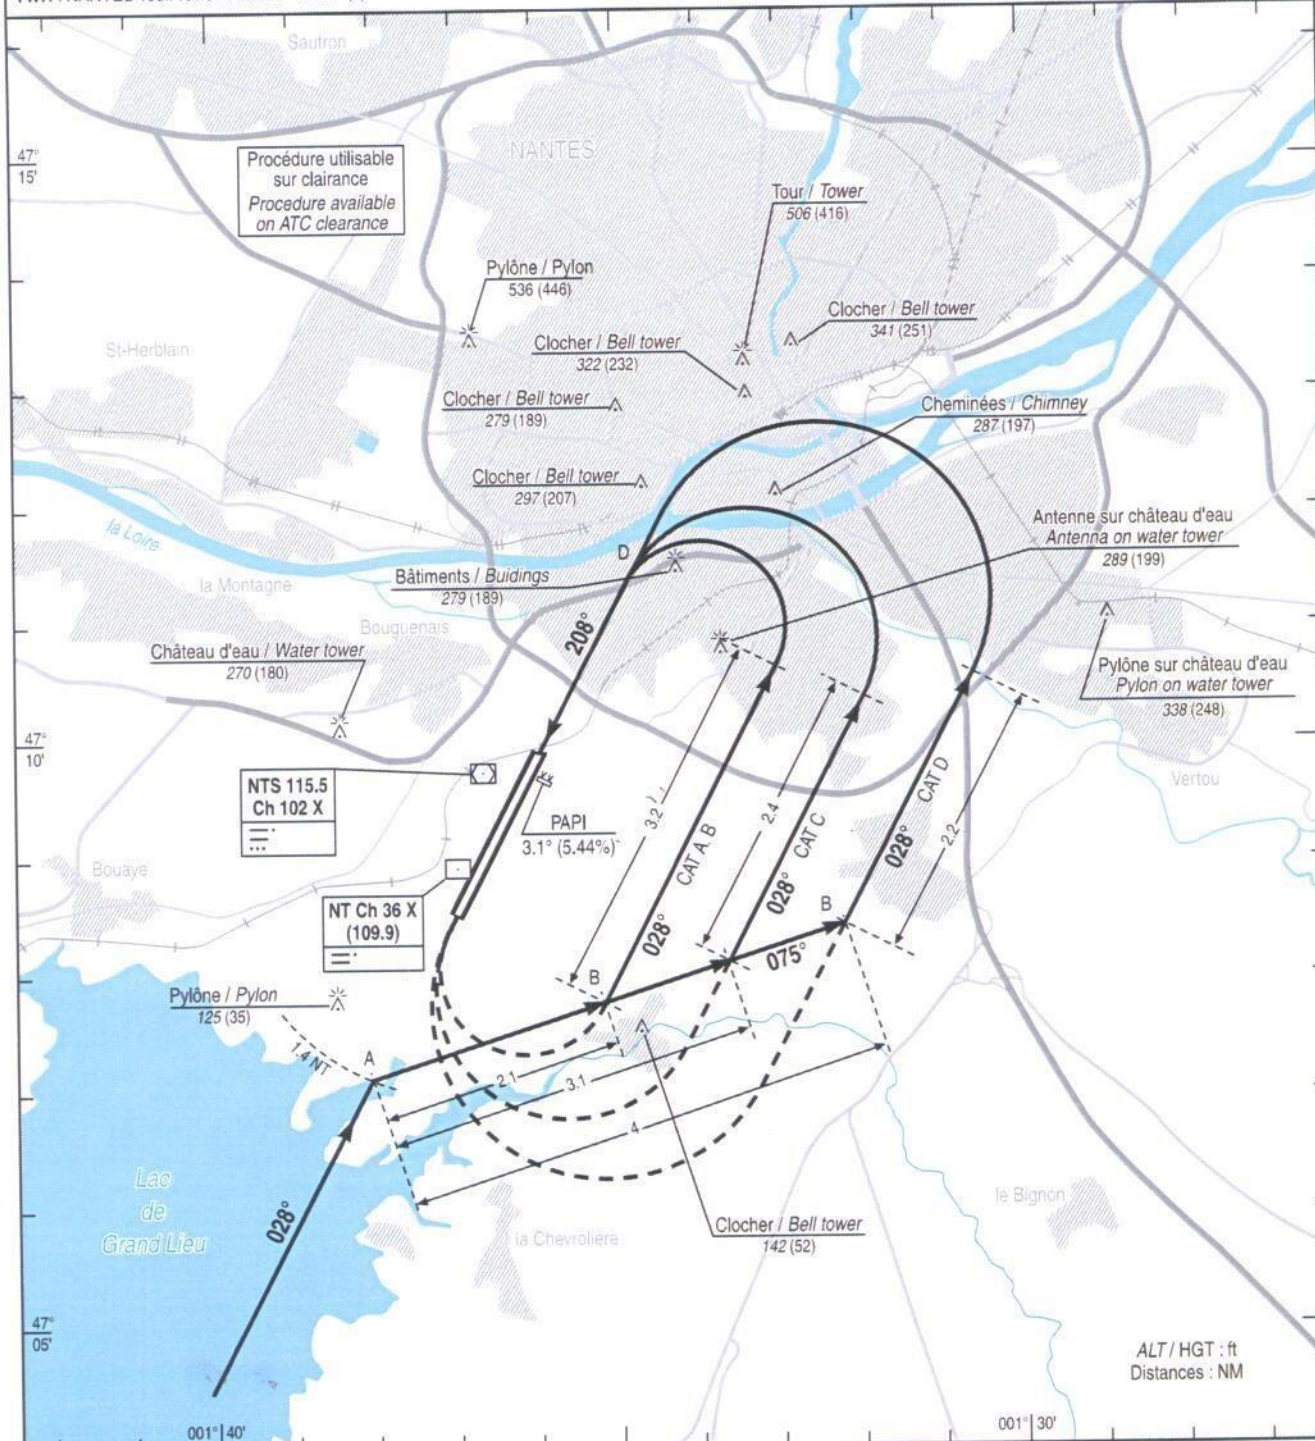 Sautron
47°
15'
Procédure utilisable
sur clairance
Procedure available
on ATC clearance
NANTES
Tour / Tower
506 (416)
Pylône / Pylon
536 (446)
Clocher / Bell tower
341 (251)
St-Herblain
Clocher / Bell tower
322 (232)
Clocher / Bell tower
279 (189)
Cheminées / Chimney
287 (197)
Clocher / Bell tower
297 (207)
Antenne sur château d'eau
Antenna on water tower
289 (199)
la Loire
D
la Montagne
Bâtiments / Buidings
279 (189)
Bouguenais
208°
Château d'eau / Water tower
270 (180)
Pylône sur château d'eau
Pylon on water tower
338 (248)
47°
10'
NTS 115.5
Ch 102 X
Vertou
PAPI
3.1° (5.44%)
3.2
2.4
2.2
CAT A.B
CAT C
CAT D
028°
028°
028°
Bouaye
NT Ch 36 X
(109.9)
B
B
075°
Pylône / Pylon
125 (35)
1.4 NT
A
2.1
3.1
4
028°
Lac
de
Grand Lieu
la Chevrolière
le Bignon
Clocher / Bell tower
142 (52)
47°
05'
ALT / HGT : ft
Distances : NM
001° 40'
001° 30'